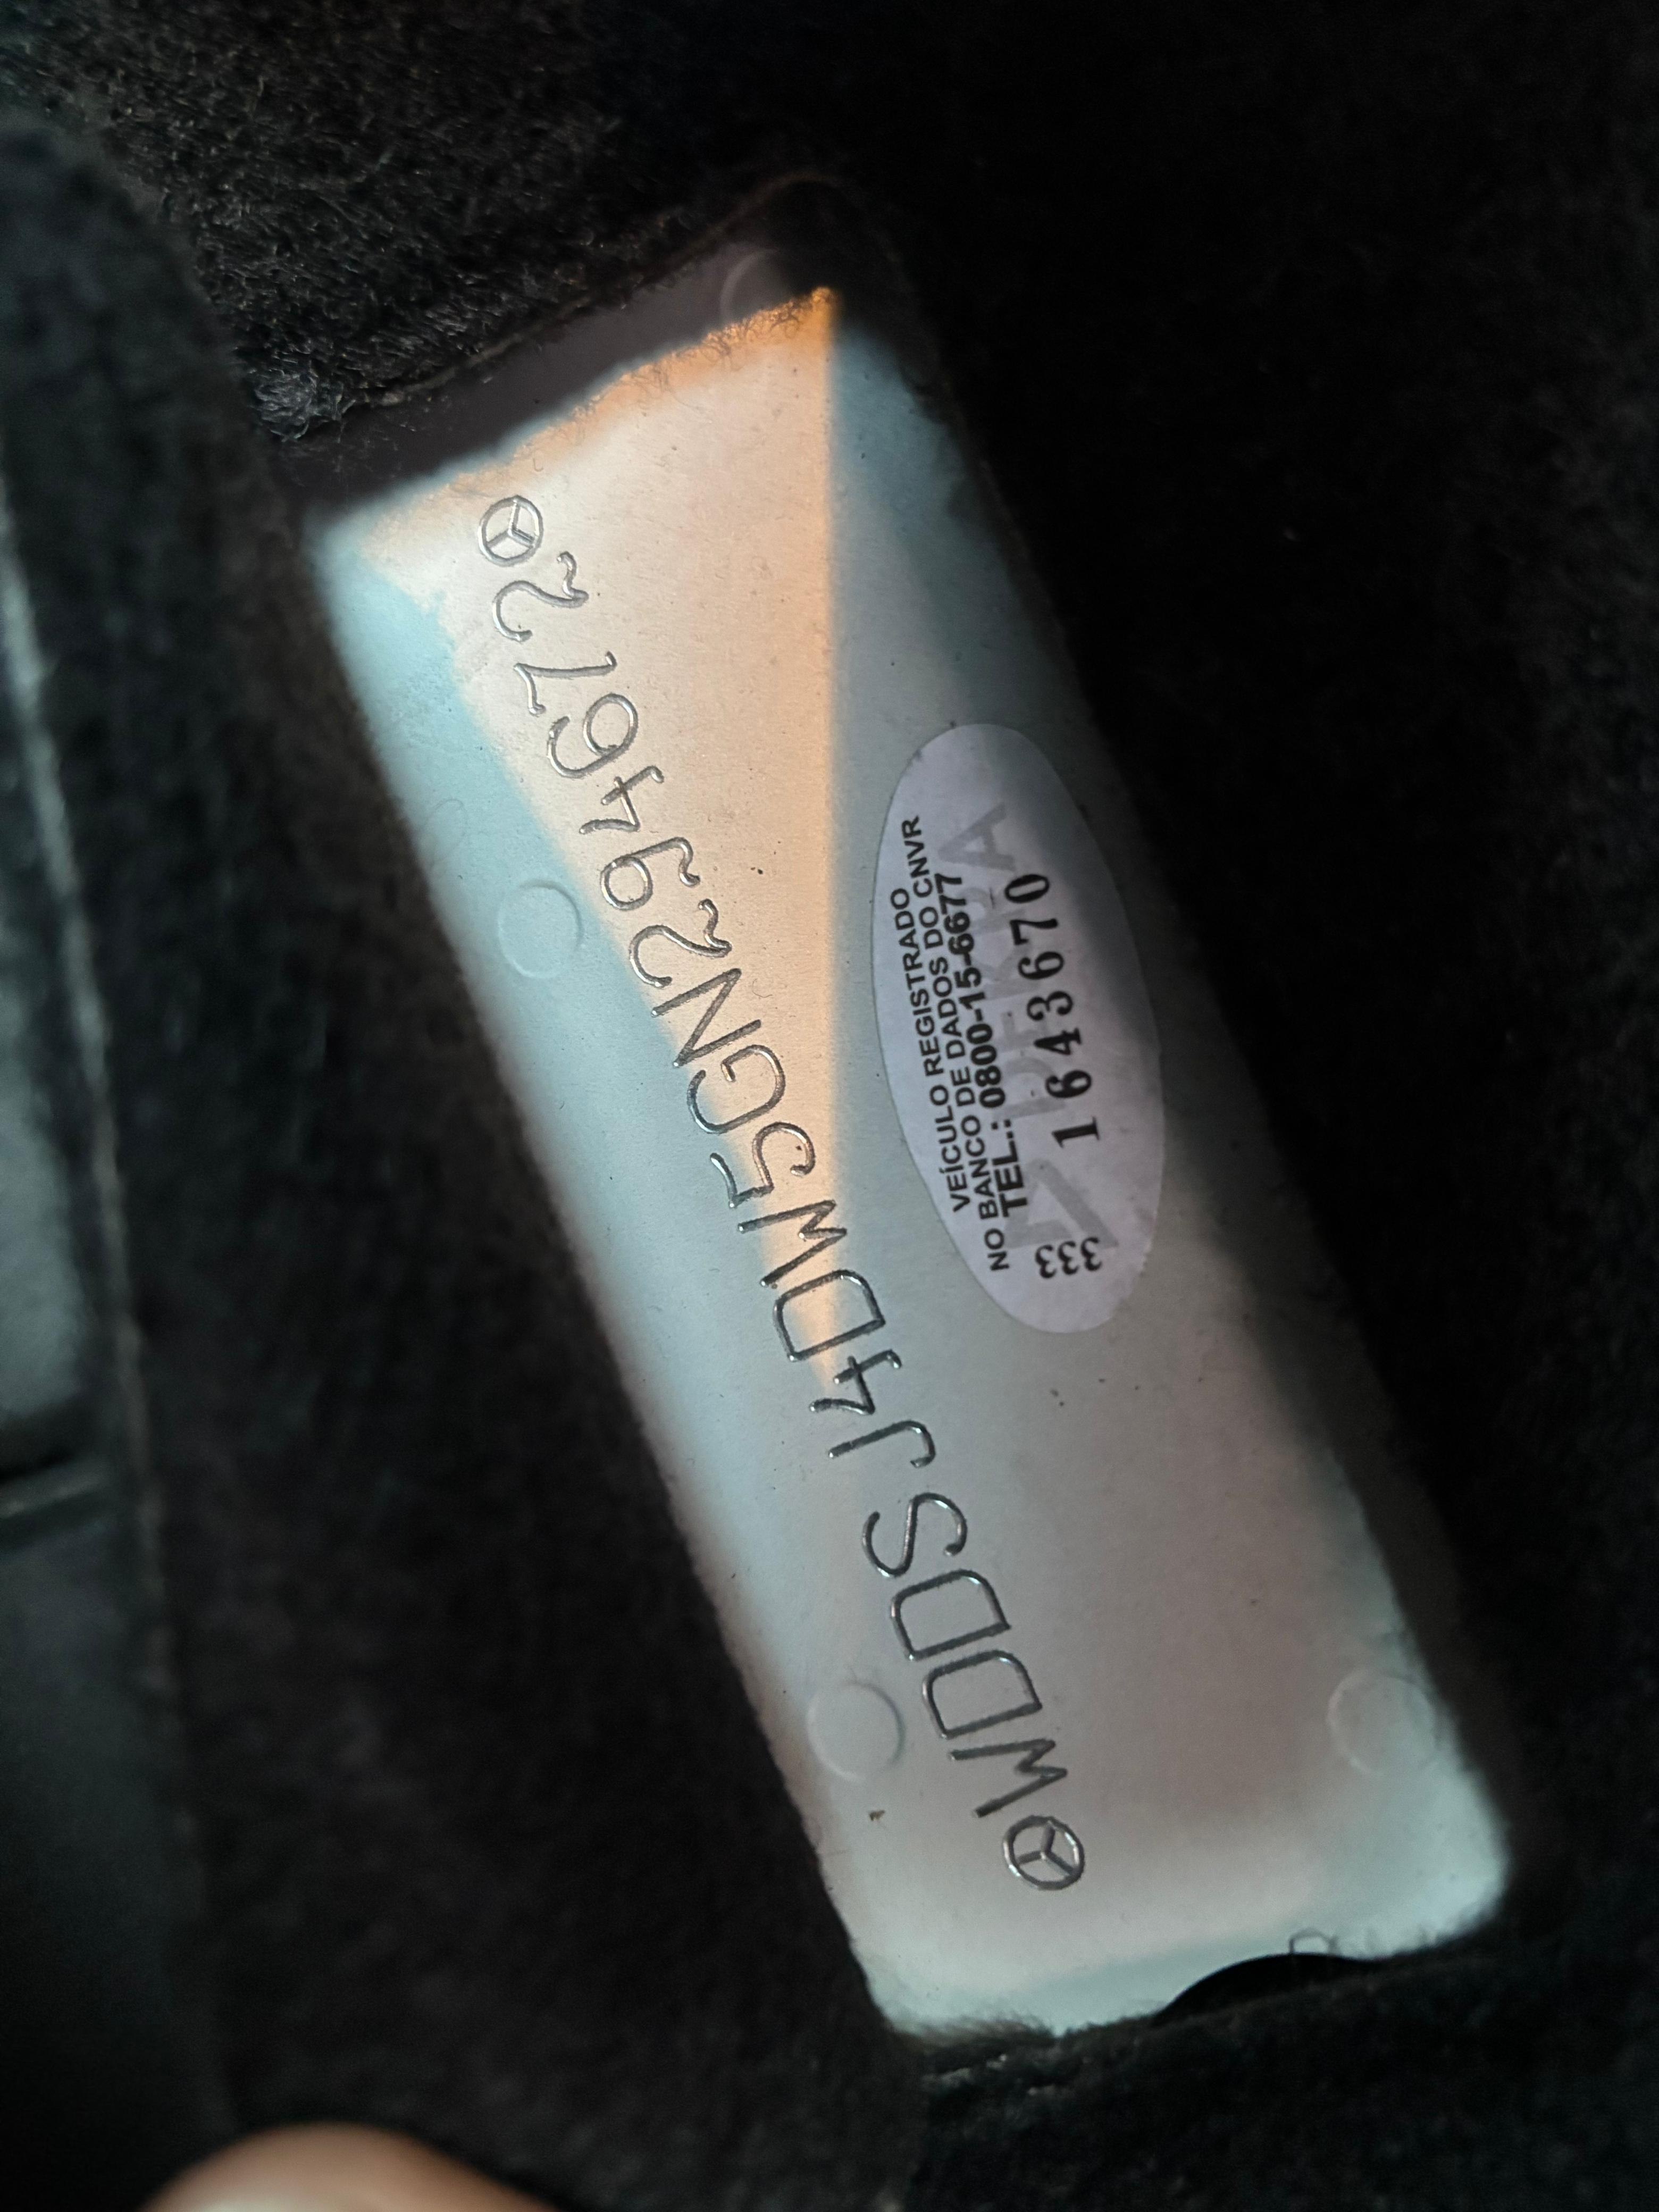 WDDSJ4DW5GN294672
VEÍCULO REGISTRADO
NO BANCO DE DADOS DO CNVR
TEL.: 0800-15-6677
333 1643670